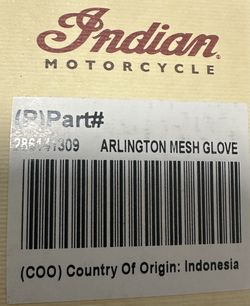 Indian
MOTORCYCLE
(P)Part#
ARLINGTON MESH GLOVE
(COO) Country Of Origin: Indonesia